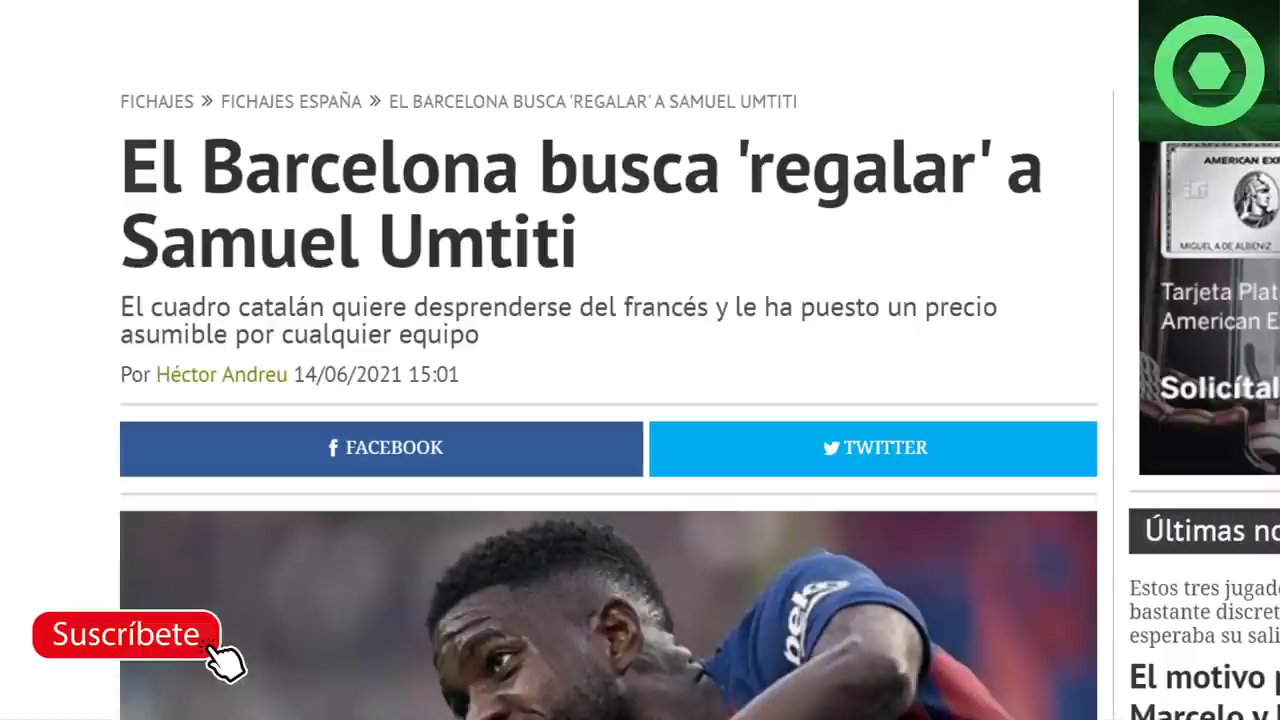 FICHAJES » FICHAJES ESPAÑA » EL BARCELONA BUSCA 'REGALAR' A SAMUEL UMTITI
El Barcelona busca 'regalar' a
Samuel Umtiti
El cuadro catalán quiere desprenderse del francés y le ha puesto un precio
asumible por cualquier equipo
Por Héctor Andreu 14/06/2021 15:01
FACEBOOK
TWITTER
beko
Suscríbete
AMERICAN EX
MIGUEL A DE ALBENIZ
Tarjeta Plat
American E
Solicítal
Últimas no
Estos tres jugado
bastante discret
esperaba su sali
El motivo p
Marcelo y